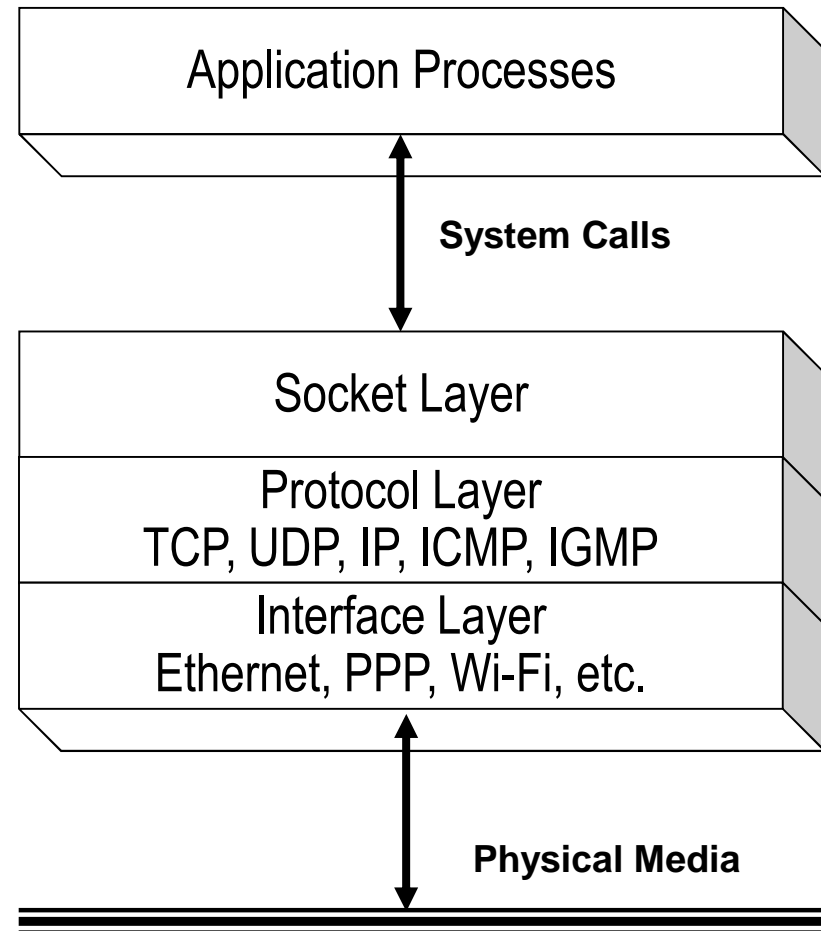 Application Processes
System Calls
Socket Layer
Protocol Layer
TCP, UDP, IP, ICMP, IGMP
Interface Layer
Ethernet, PPP, Wi-Fi, etc.
Physical Media